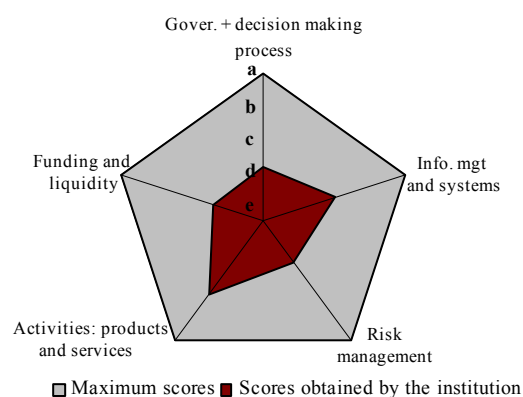 Gover. + decision making
process
a
b
c
d
e
Funding and
liquidity
Info. mgt
and systems
Activities: products
and services
Risk
management
Maximum scores Scores obtained by the institution